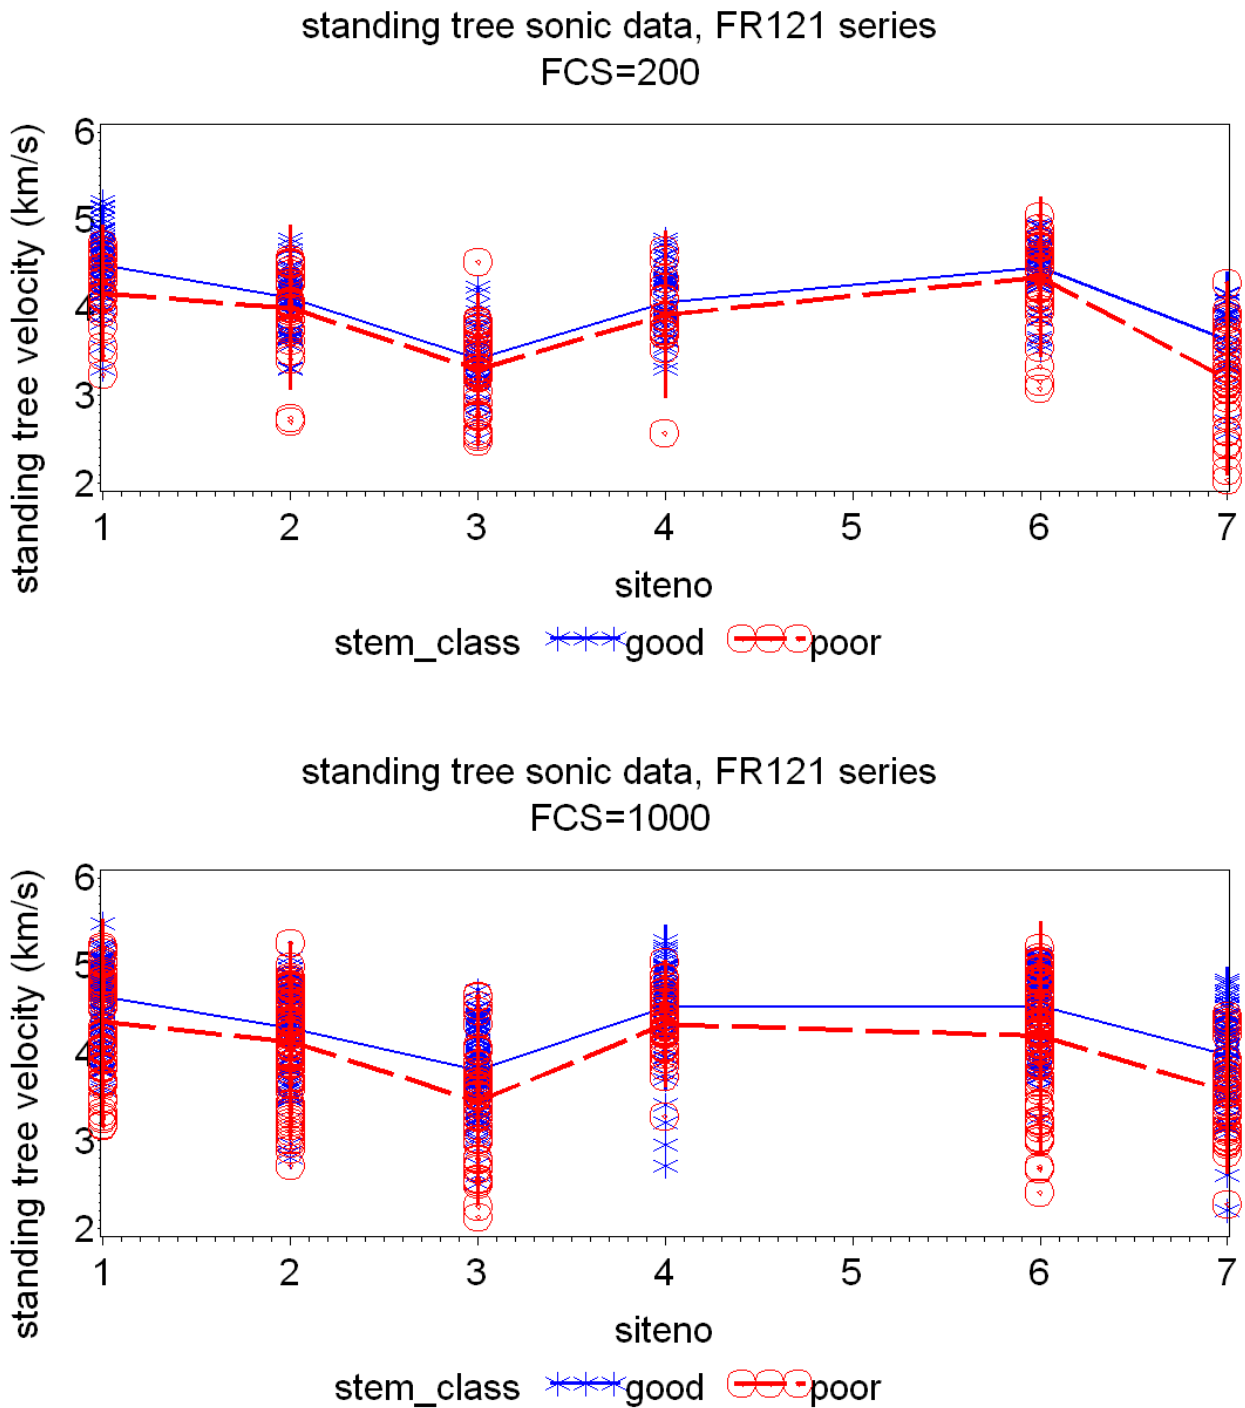 standing tree sonic data, FR121 series
FCS=200
standing tree velocity (km/s)
6
5
4
3
2
1 2 3 4 5 6 7
siteno
stem_class good poor
standing tree sonic data, FR121 series
FCS=1000
standing tree velocity (km/s)
6
5
4
3
2
1 2 3 4 5 6 7
siteno
stem_class good poor